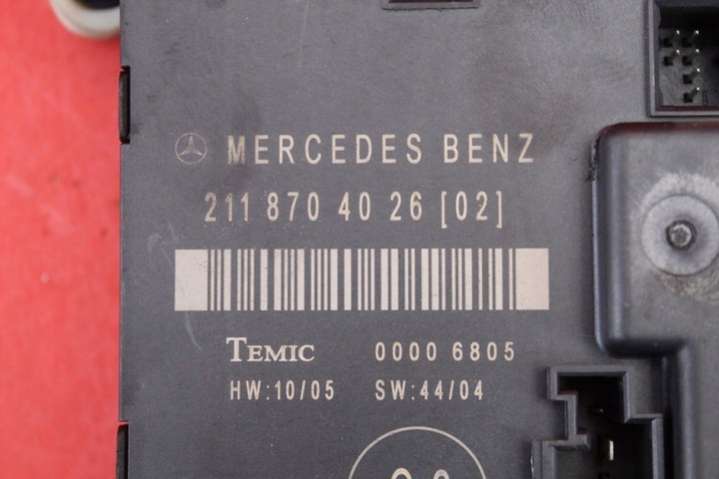 MERCEDES BENZ
211 870 40 26 [02]
TEMIC 0000 6805
HW:10/05 SW:44/04